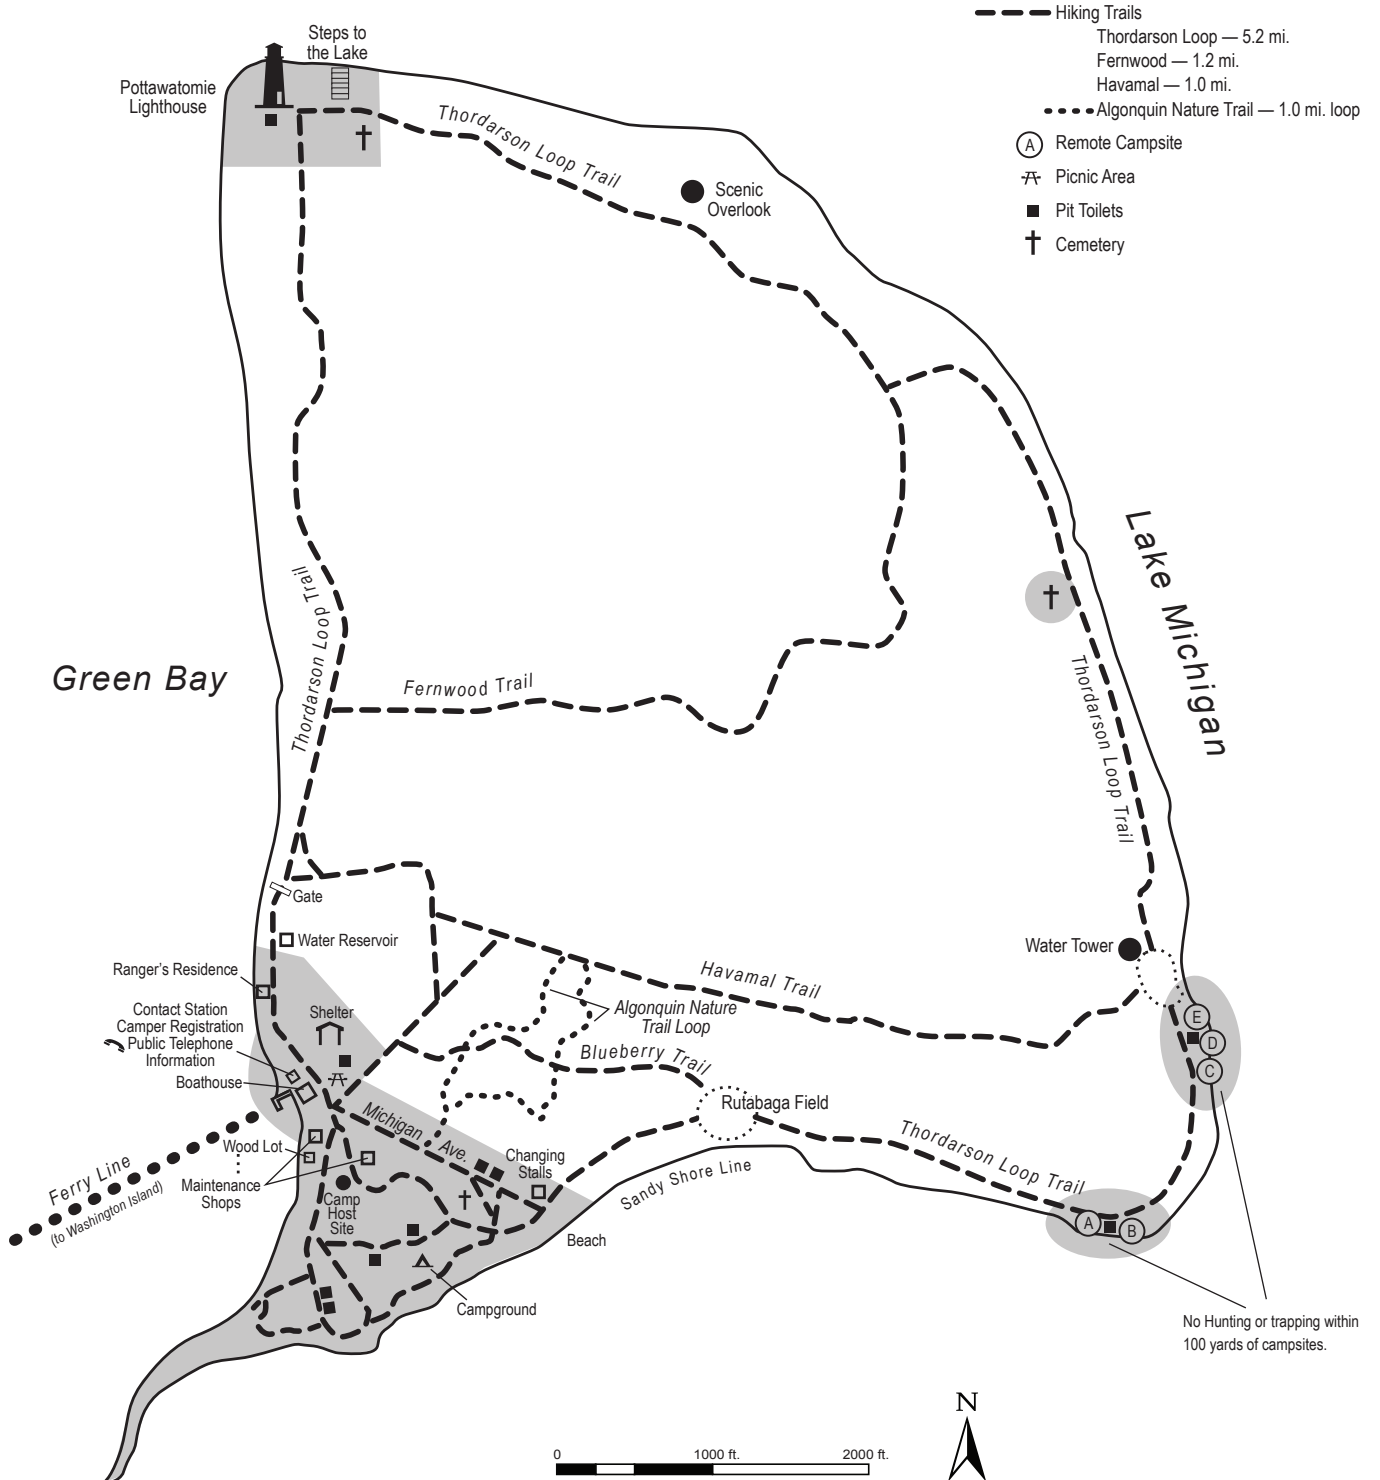 Hiking Trails
Thordarson Loop — 5.2 mi.
Fernwood — 1.2 mi.
Havamal — 1.0 mi.
Algonquin Nature Trail — 1.0 mi. loop
A
Remote Campsite
Picnic Area
Pit Toilets
Cemetery
Steps to
the Lake
Pottawatomie
Lighthouse
Thordarson Loop Trail
Scenic
Overlook
Lake Michigan
Thordarson Loop Trail
Green Bay
Fernwood Trail
Thordarson Loop Trail
Gate
Water Reservoir
Water Tower
Ranger's Residence
Havamal Trail
Contact Station
Camper Registration
Public Telephone
Information
Shelter
Algonquin Nature
Trail Loop
E
D
C
Boathouse
Blueberry Trail
Rutabaga Field
Michigan Ave.
Wood Lot
Ferry Line
(to Washington Island)
Maintenance
Shops
Changing
Stalls
Sandy Shore Line
Thordarson Loop Trail
Camp
Host
Site
A
B
Beach
Campground
No Hunting or trapping within
100 yards of campsites.
N
0 1000 ft. 2000 ft.